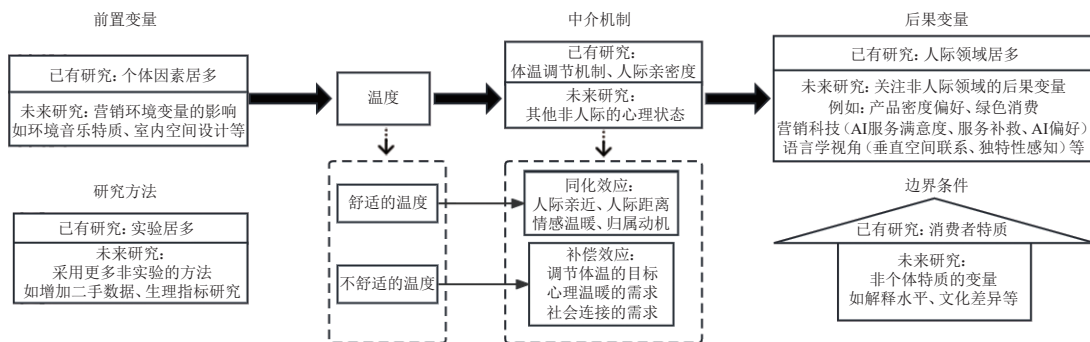 前置变量
已有研究：个体因素居多
未来研究：营销环境变量的影响
如环境音乐特质、室内空间设计等
研究方法
已有研究：实验居多
未来研究：
采用更多非实验的方法
如增加二手数据、生理指标研究
温度
舒适的温度
不舒适的温度
中介机制
已有研究：
体温调节机制、人际亲密度
未来研究：
其他非人际的心理状态
同化效应：
人际亲近、人际距离
情感温暖、归属动机
补偿效应：
调节体温的目标
心理温暖的需求
社会连接的需求
后果变量
已有研究：人际领域居多
未来研究：关注非人际领域的后果变量
例如：产品密度偏好、绿色消费
营销科技（AI服务满意度、服务补救、AI偏好）
语言学视角（垂直空间联系、独特性感知）等
边界条件
已有研究：消费者特质
未来研究：
非个体特质的变量
如解释水平、文化差异等